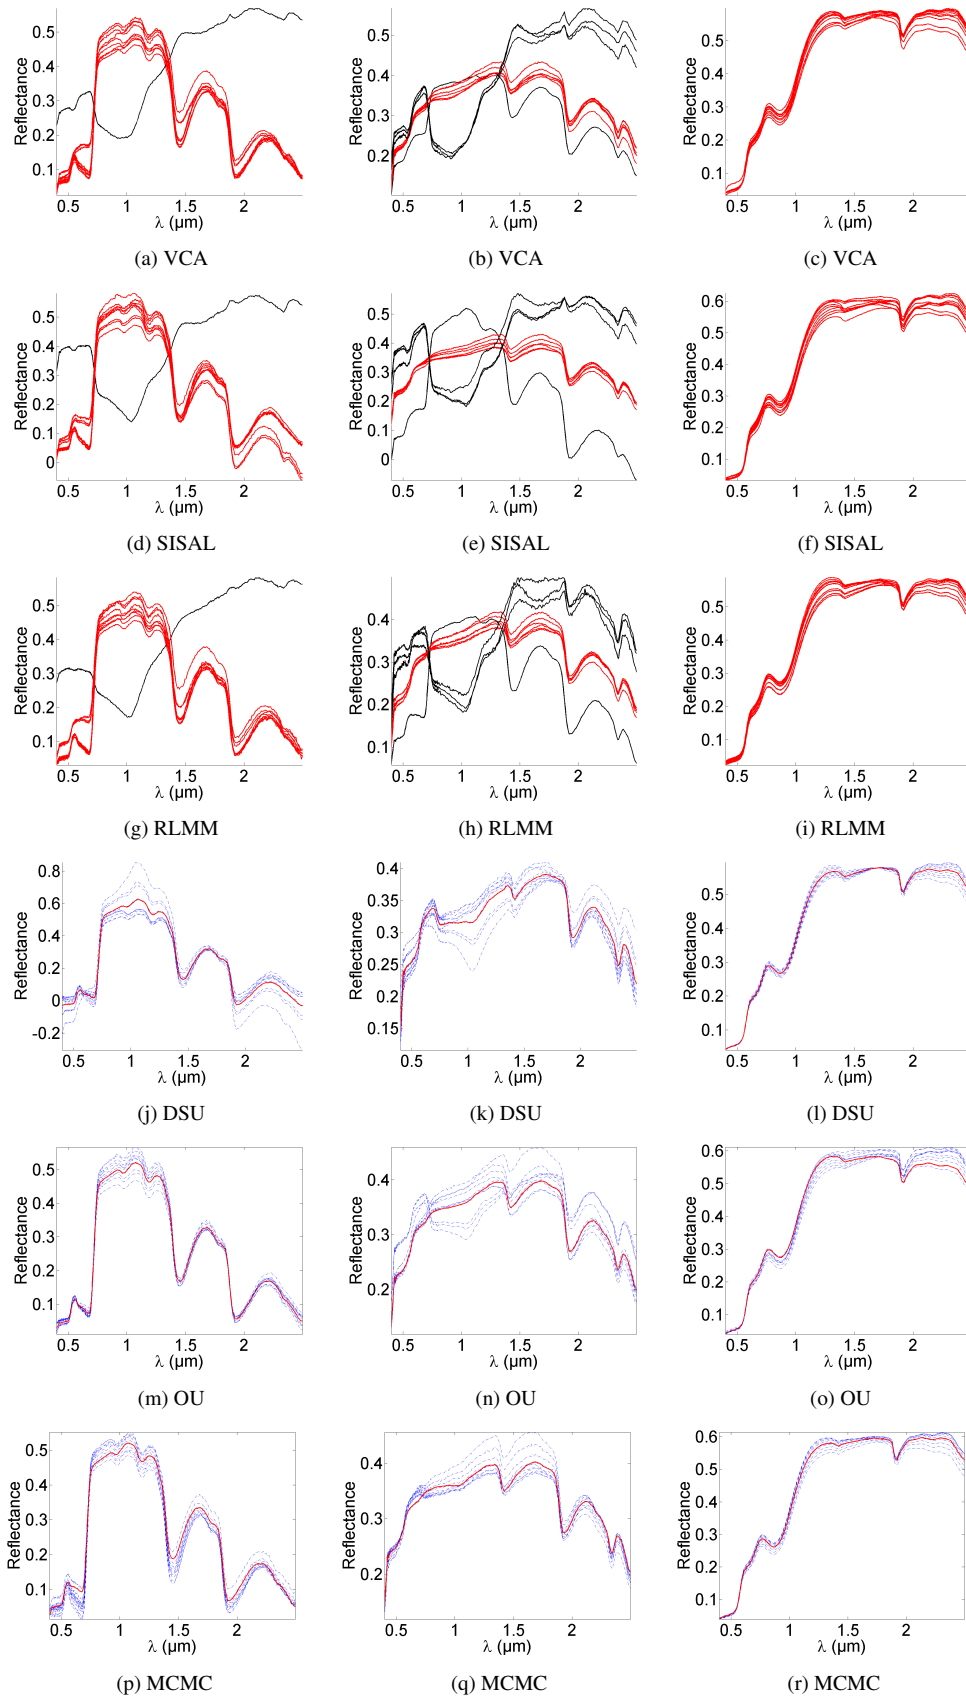 Reflectance
0.5
0.4
0.3
0.2
0.1
0.5 1 1.5 2
λ (µm)
(a) VCA
Reflectance
0.5
0.4
0.3
0.2
0.5 1 1.5 2
λ (µm)
(b) VCA
Reflectance
0.5
0.4
0.3
0.2
0.1
0.5 1 1.5 2
λ (µm)
(c) VCA
Reflectance
0.5
0.4
0.3
0.2
0.1
0
0.5 1 1.5 2
λ (µm)
(d) SISAL
Reflectance
0.5
0.4
0.3
0.2
0.1
0
0.5 1 1.5 2
λ (µm)
(e) SISAL
Reflectance
0.6
0.5
0.4
0.3
0.2
0.1
0.5 1 1.5 2
λ (µm)
(f) SISAL
Reflectance
0.5
0.4
0.3
0.2
0.1
0.5 1 1.5 2
λ (µm)
(g) RLMM
Reflectance
0.4
0.3
0.2
0.1
0.5 1 1.5 2
λ (µm)
(h) RLMM
Reflectance
0.5
0.4
0.3
0.2
0.1
0.5 1 1.5 2
λ (µm)
(i) RLMM
Reflectance
0.8
0.6
0.4
0.2
0
-0.2
0.5 1 1.5 2
λ (µm)
(j) DSU
Reflectance
0.4
0.35
0.3
0.25
0.2
0.15
0.5 1 1.5 2
λ (µm)
(k) DSU
Reflectance
0.5
0.4
0.3
0.2
0.1
0.5 1 1.5 2
λ (µm)
(l) DSU
Reflectance
0.5
0.4
0.3
0.2
0.1
0.5 1 1.5 2
λ (µm)
(m) OU
Reflectance
0.4
0.3
0.2
0.5 1 1.5 2
λ (µm)
(n) OU
Reflectance
0.6
0.5
0.4
0.3
0.2
0.1
0.5 1 1.5 2
λ (µm)
(o) OU
Reflectance
0.5
0.4
0.3
0.2
0.1
0.5 1 1.5 2
λ (µm)
(p) MCMC
Reflectance
0.4
0.3
0.2
0.5 1 1.5 2
λ (µm)
(q) MCMC
Reflectance
0.6
0.5
0.4
0.3
0.2
0.1
0.5 1 1.5 2
λ (µm)
(r) MCMC